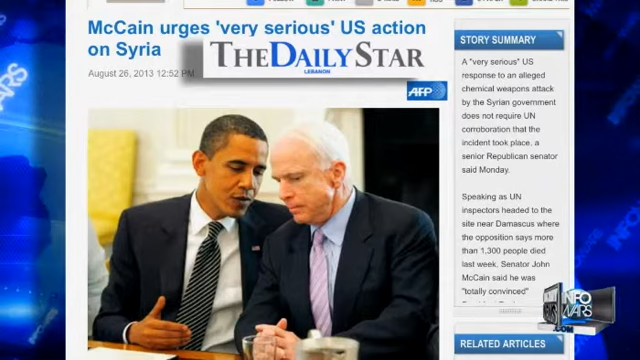 McCain urges 'very serious' US action
on Syria
THE DAILY STAR
LEBANON
August 26, 2013 12:52 PM
AFP
STORY SUMMARY
A "very serious" US
response to an alleged
chemical weapons attack
by the Syrian government
does not require UN
corroboration that the
incident took place, a
senior Republican senator
said Monday.
Speaking as UN
inspectors headed to the
site near Damascus where
the opposition says more
than 1,300 people died
last week, Senator John
McCain said he was
"totally convinced"
RELATED ARTICLES
INFO
WARS
.COM